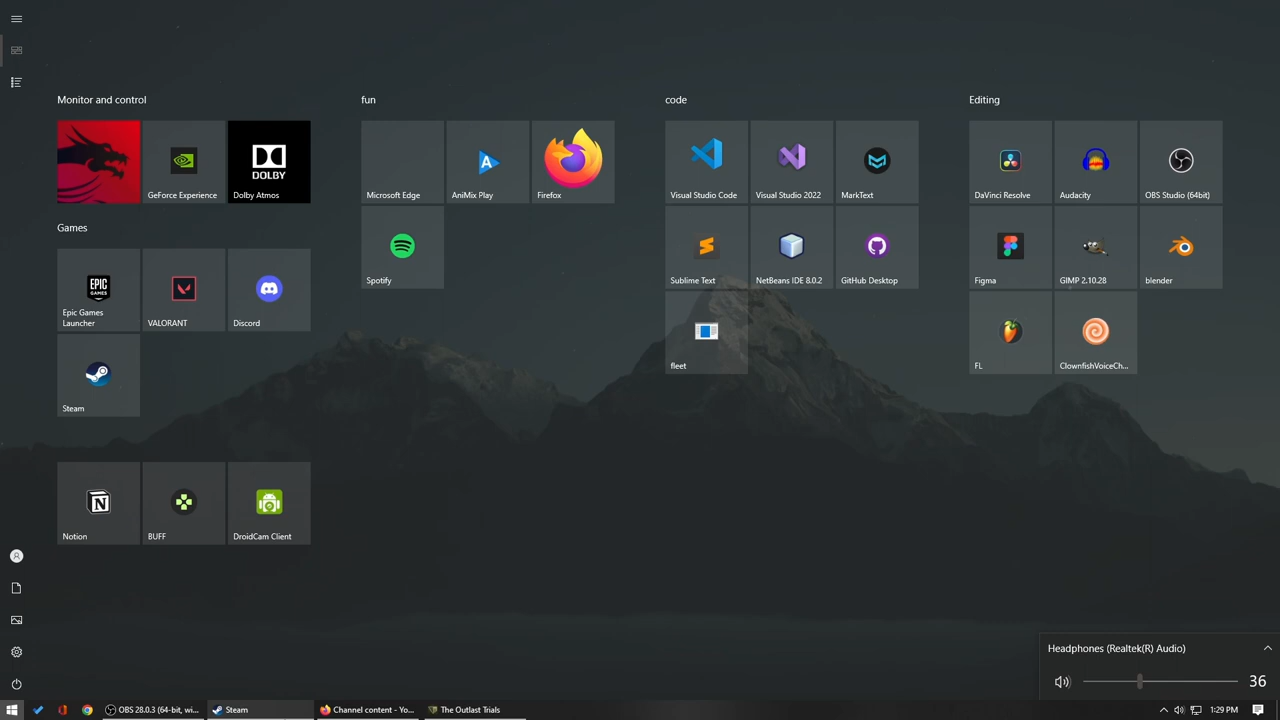 Monitor and control
GeForce Experience
DOLBY
Dolby Atmos
Games
EPIC
GAMES
Epic Games
Launcher
VALORANT
Discord
Steam
N
Notion
BUFF
DroidCam Client
fun
Microsoft Edge
A
AniMix Play
Firefox
Spotify
code
Visual Studio Code
Visual Studio 2022
MarkText
Sublime Text
NetBeans IDE 8.0.2
GitHub Desktop
fleet
Editing
DaVinci Resolve
Audacity
OBS Studio (64bit)
Figma
GIMP 2.10.28
blender
FL
ClownfishVoiceCh...
Headphones (Realtek(R) Audio)
36
OBS 28.0.3 (64-bit, wi...
Steam
Channel content - Yo...
The Outlast Trials
1:29 PM